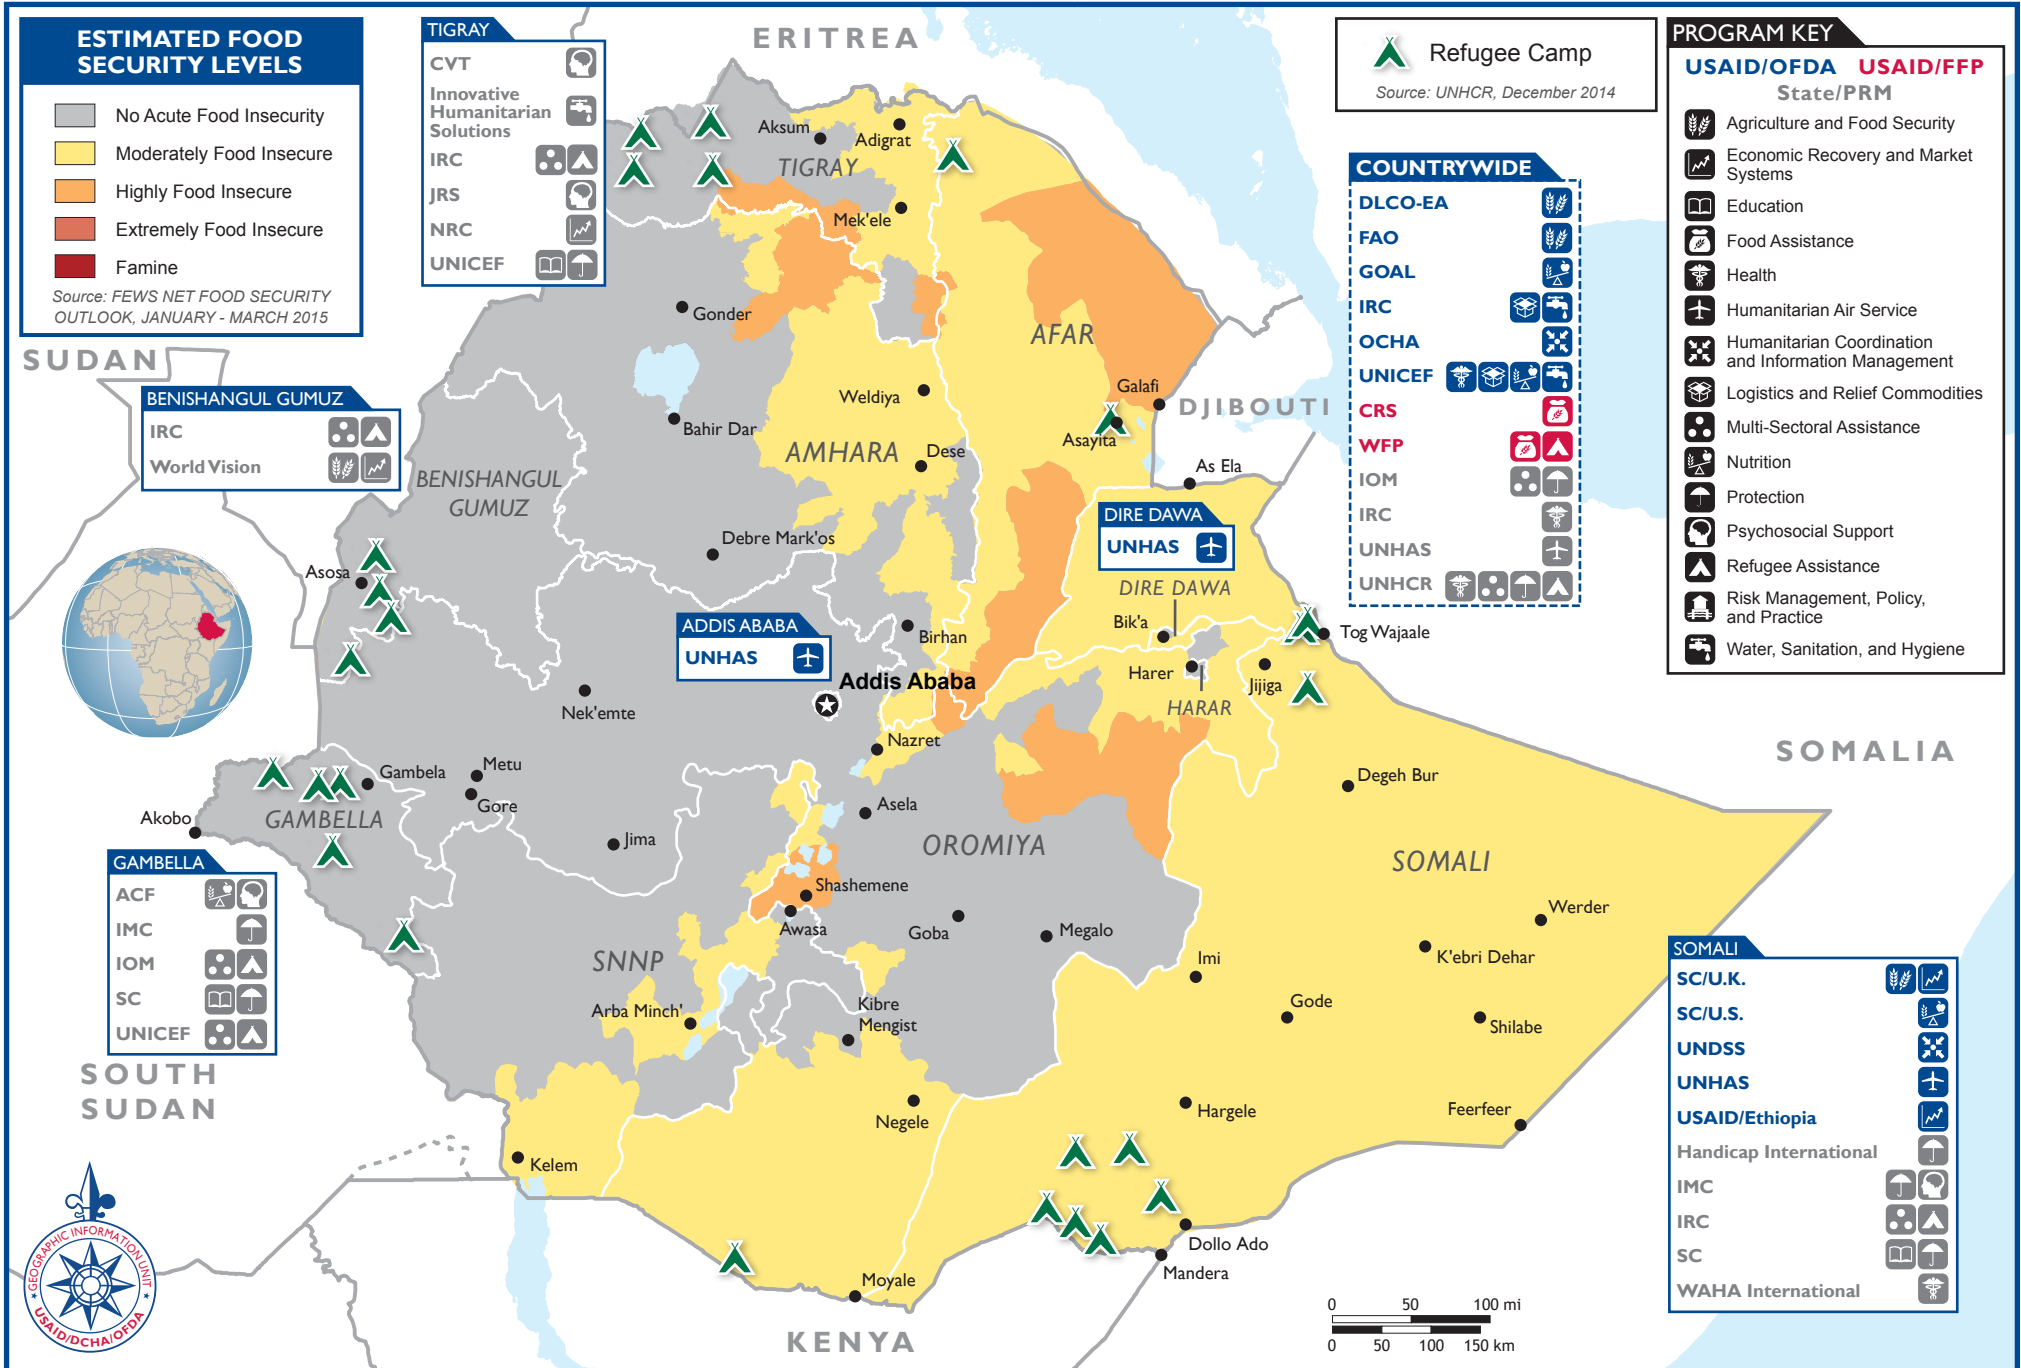 ESTIMATED FOOD
SECURITY LEVELS
No Acute Food Insecurity
Moderately Food Insecure
Highly Food Insecure
Extremely Food Insecure
Famine
Source: FEWS NET FOOD SECURITY
OUTLOOK, JANUARY - MARCH 2015
TIGRAY
CVT
Innovative
Humanitarian
Solutions
IRC
JRS
NRC
UNICEF
ERITREA
Refugee Camp
Source: UNHCR, December 2014
PROGRAM KEY
USAID/OFDA USAID/FFP
State/PRM
Agriculture and Food Security
Economic Recovery and Market
Systems
Education
Food Assistance
Health
Humanitarian Air Service
Humanitarian Coordination
and Information Management
Logistics and Relief Commodities
Multi-Sectoral Assistance
Nutrition
Protection
Psychosocial Support
Refugee Assistance
Risk Management, Policy,
and Practice
Water, Sanitation, and Hygiene
COUNTRYWIDE
DLCO-EA
FAO
GOAL
IRC
OCHA
UNICEF
CRS
WFP
IOM
IRC
UNHAS
UNHCR
Aksum
Adigrat
TIGRAY
Mek'ele
Gonder
AFAR
SUDAN
BENISHANGUL GUMUZ
IRC
World Vision
Weldiya
Galafi
DJIBOUTI
Bahir Dar
Asayita
AMHARA
Dese
As Ela
BENISHANGUL
GUMUZ
DIRE DAWA
UNHAS
Debre Mark'os
Asosa
DIRE DAWA
ADDIS ABABA
UNHAS
Birhan
Bik'a
Tog Wajaale
Addis Ababa
Harer
Jijiga
HARAR
Nek'emte
Nazret
SOMALIA
Metu
Gambela
Gore
Degeh Bur
Akobo
GAMBELLA
Asela
Jima
OROMIYA
SOMALI
GAMBELLA
ACF
IMC
IOM
SC
UNICEF
Shashemene
Awasa
Goba
Megalo
Werder
SNNP
Imi
K'ebri Dehar
Arba Minch'
Kibre
Mengist
Gode
Shilabe
SOMALI
SC/U.K.
SC/U.S.
UNDSS
UNHAS
USAID/Ethiopia
Handicap International
IMC
IRC
SC
WAHA International
SOUTH
SUDAN
Negele
Hargele
Feerfeer
Kelem
Dollo Ado
Mandera
Moyale
KENYA
GEOGRAPHIC INFORMATION UNIT
USAID/DCHA/OFDA
0 50 100 mi
0 50 100 150 km